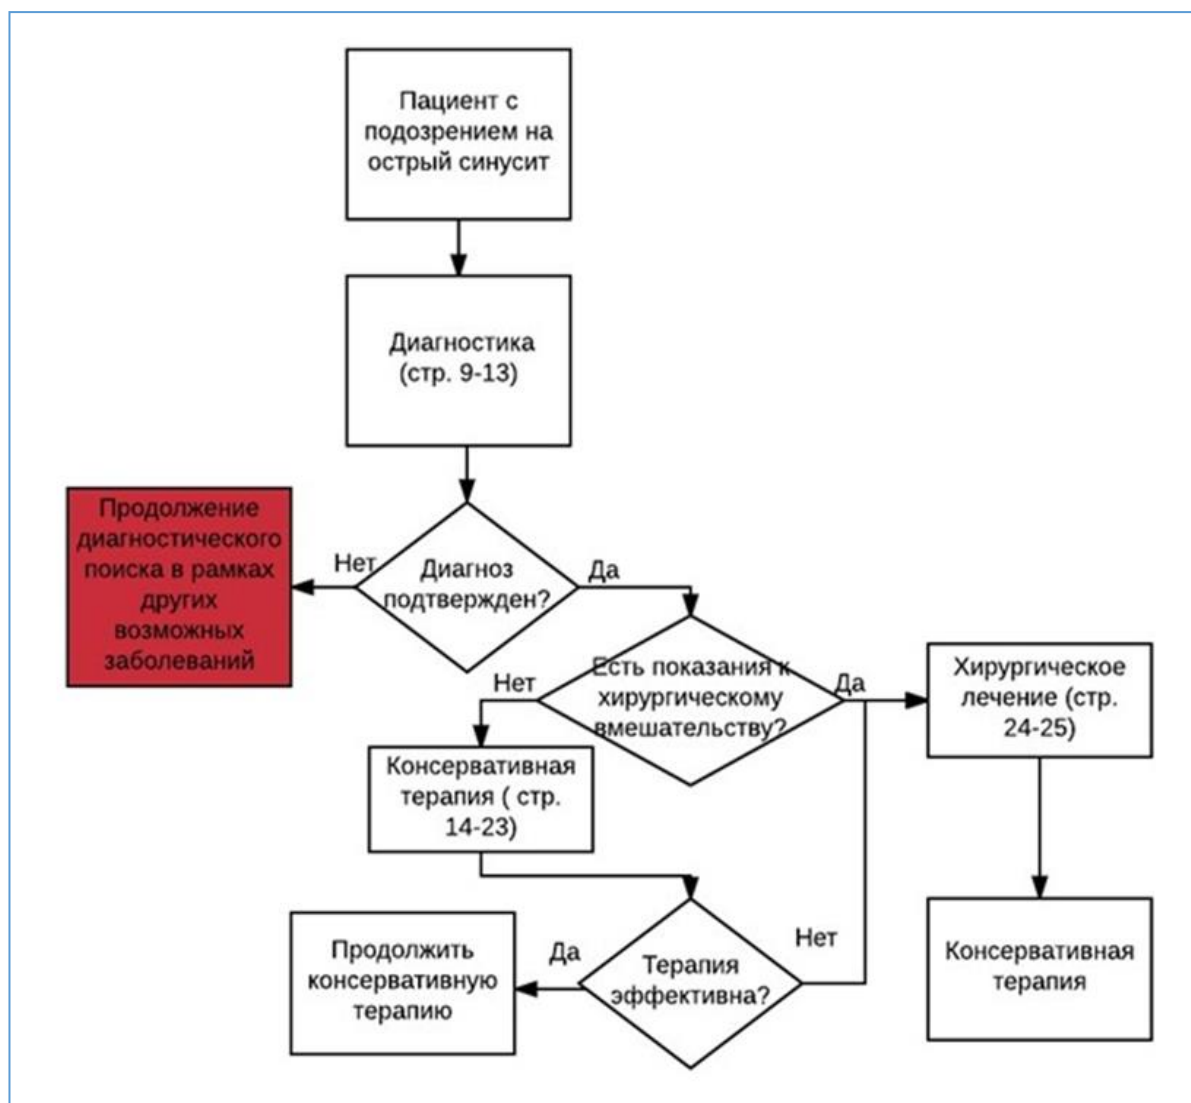 Пациент с
подозрением на
острый синусит
Диагностика
(стр. 9-13)
Продолжение
диагностического
поиска в рамках
других
возможных
заболеваний
Нет
Диагноз
подтвержден?
Да
Нет
Есть показания к
хирургическому
вмешательству?
Да
Хирургическое
лечение (стр.
24-25)
Консервативная
терапия ( стр.
14-23)
Продолжить
консервативную
терапию
Да
Терапия
эффективна?
Нет
Консервативная
терапия